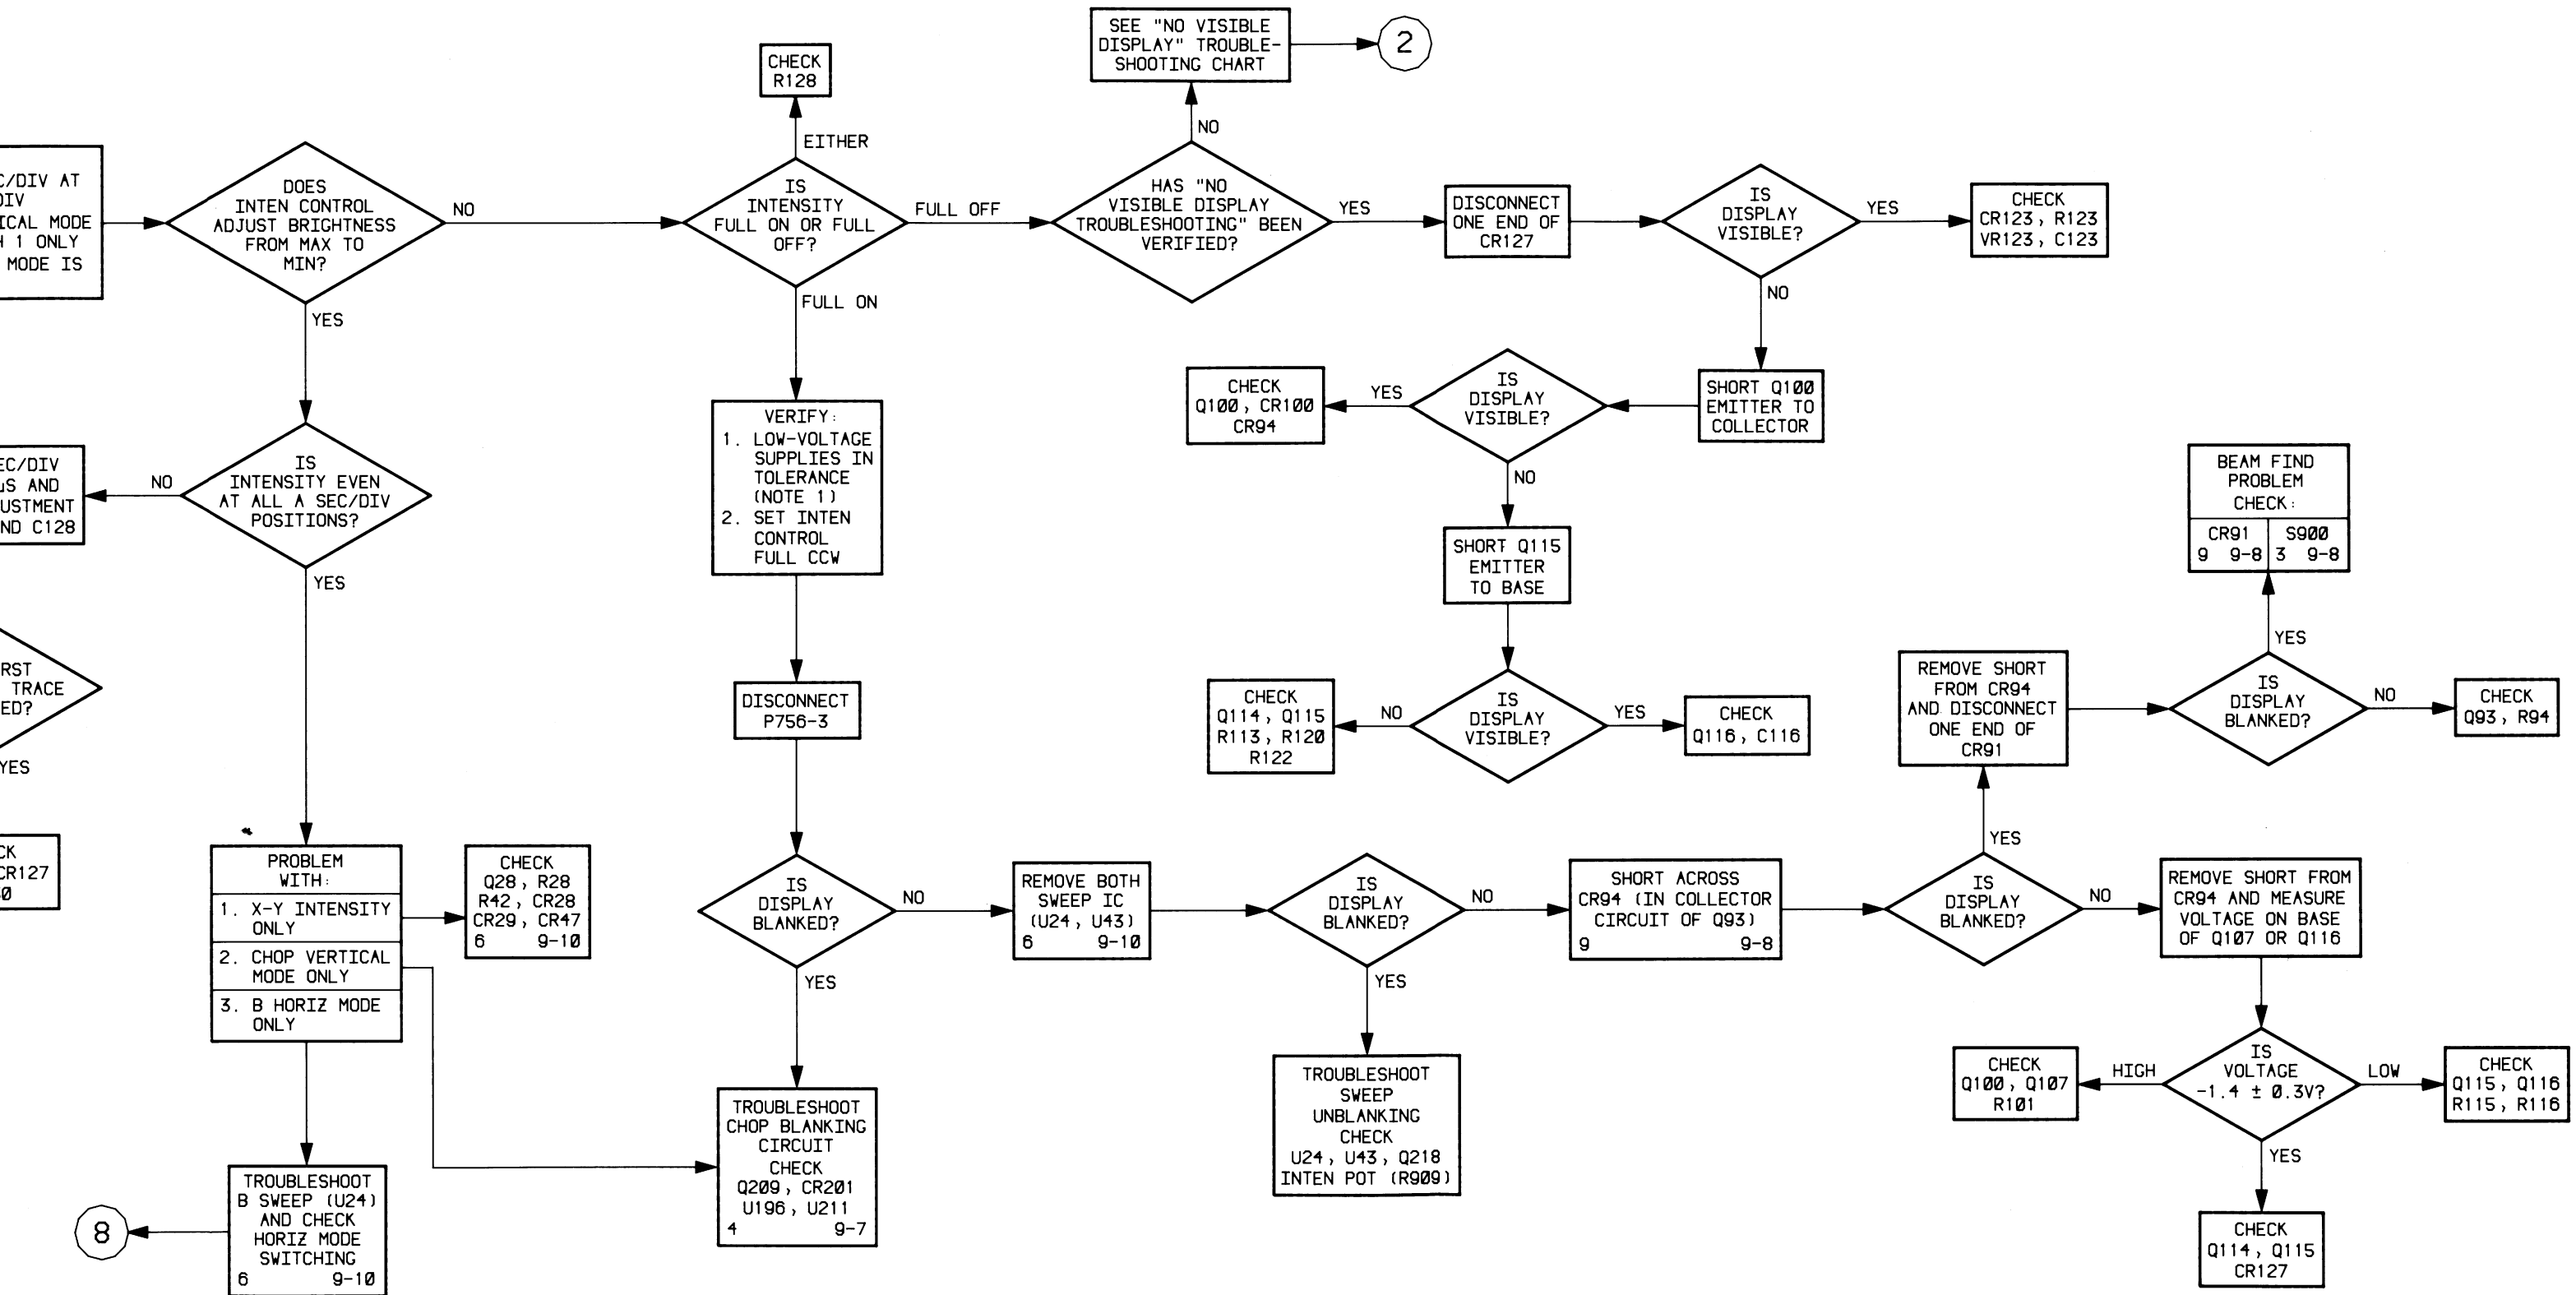 SEE "NO VISIBLE
DISPLAY" TROUBLE-
SHOOTING CHART
2
CHECK
R128
EITHER
NO
C/DIV AT
DIV
ICAL MODE
H 1 ONLY
MODE IS
DOES
INTEN CONTROL
ADJUST BRIGHTNESS
FROM MAX TO
MIN?
NO
YES
IS
INTENSITY
FULL ON OR FULL
OFF?
FULL OFF
FULL ON
HAS "NO
VISIBLE DISPLAY
TROUBLESHOOTING" BEEN
VERIFIED?
YES
DISCONNECT
ONE END OF
CR127
IS
DISPLAY
VISIBLE?
YES
NO
CHECK
CR123, R123
VR123, C123
SHORT Q100
EMITTER TO
COLLECTOR
IS
DISPLAY
VISIBLE?
YES
NO
CHECK
Q100, CR100
CR94
VERIFY:
1. LOW-VOLTAGE
SUPPLIES IN
TOLERANCE
(NOTE 1)
2. SET INTEN
CONTROL
FULL CCW
EC/DIV
µS AND
USTMENT
ND C128
NO
IS
INTENSITY EVEN
AT ALL A SEC/DIV
POSITIONS?
YES
SHORT Q115
EMITTER
TO BASE
BEAM FIND
PROBLEM
CHECK:
CR91
9 9-8
S900
3 9-8
YES
RST
TRACE
ED?
YES
DISCONNECT
P756-3
CHECK
Q114, Q115
R113, R120
R122
NO
IS
DISPLAY
VISIBLE?
YES
CHECK
Q116, C116
REMOVE SHORT
FROM CR94
AND DISCONNECT
ONE END OF
CR91
IS
DISPLAY
BLANKED?
NO
CHECK
Q93, R94
CK
CR127
0
PROBLEM
WITH:
1. X-Y INTENSITY
ONLY
2. CHOP VERTICAL
MODE ONLY
3. B HORIZ MODE
ONLY
CHECK
Q28, R28
R42, CR28
CR29, CR47
6 9-10
IS
DISPLAY
BLANKED?
NO
YES
REMOVE BOTH
SWEEP IC
(U24, U43)
6 9-10
IS
DISPLAY
BLANKED?
NO
YES
SHORT ACROSS
CR94 (IN COLLECTOR
CIRCUIT OF Q93)
9 9-8
YES
IS
DISPLAY
BLANKED?
NO
REMOVE SHORT FROM
CR94 AND MEASURE
VOLTAGE ON BASE
OF Q107 OR Q116
CHECK
Q100, Q107
R101
HIGH
IS
VOLTAGE
-1.4 ± 0.3V?
LOW
YES
CHECK
Q115, Q116
R115, R116
CHECK
Q114, Q115
CR127
TROUBLESHOOT
SWEEP
UNBLANKING
CHECK
U24, U43, Q218
INTEN POT (R909)
TROUBLESHOOT
CHOP BLANKING
CIRCUIT
CHECK
Q209, CR201
U196, U211
4 9-7
8
TROUBLESHOOT
B SWEEP (U24)
AND CHECK
HORIZ MODE
SWITCHING
6 9-10